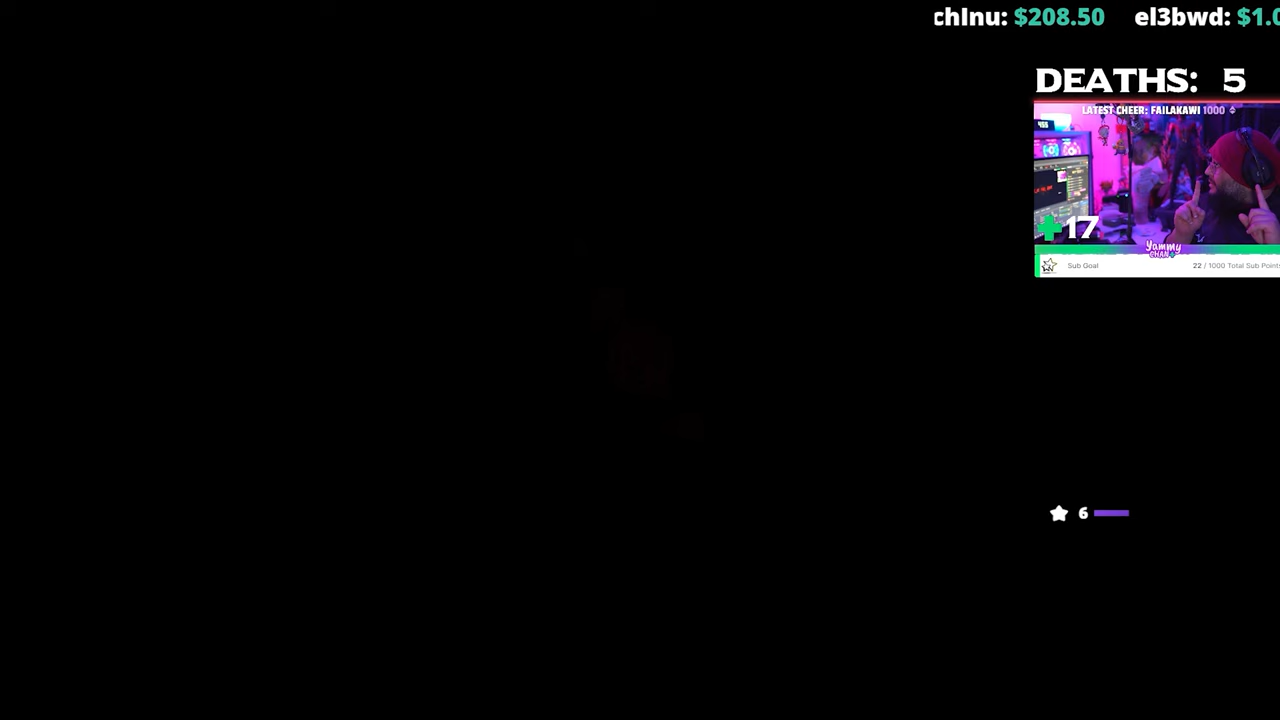 chInu: $208.50 el3bwd: $1.0
DEATHS: 5
LATEST CHEER: FAILAKAWI 1000
+17
Yammy
CHAN
Sub Goal 22 / 1000 Total Sub Points
6